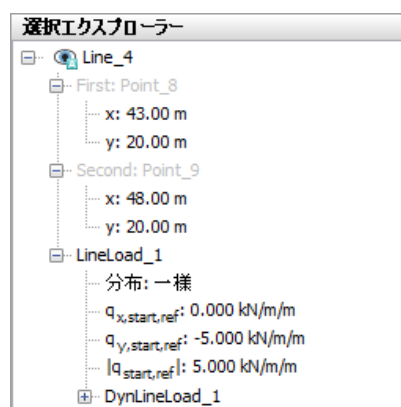 選択エクスプローラー
Line_4
First: Point_8
x: 43.00 m
y: 20.00 m
Second: Point_9
x: 48.00 m
y: 20.00 m
LineLoad_1
分布: 一様
qx,start,ref: 0.000 kN/m/m
qy,start,ref: -5.000 kN/m/m
|qstart,ref|: 5.000 kN/m/m
DynLineLoad_1